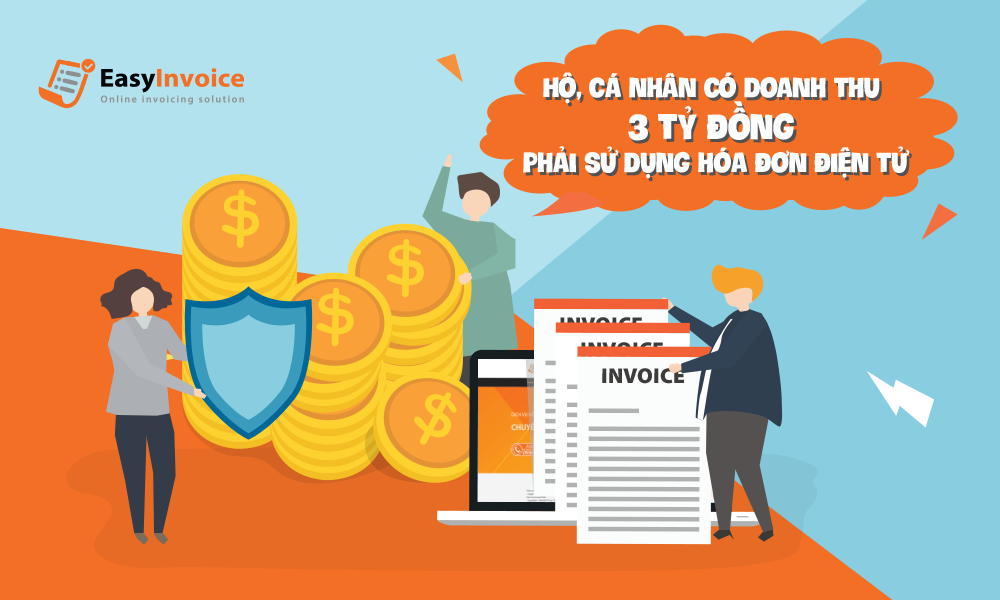 EasyInvoice
Online invoicing solution
HỘ, CÁ NHÂN CÓ DOANH THU
3 TỶ ĐỒNG
PHẢI SỬ DỤNG HÓA ĐƠN ĐIỆN TỬ
INVOICE
INVOICE
INVOICE